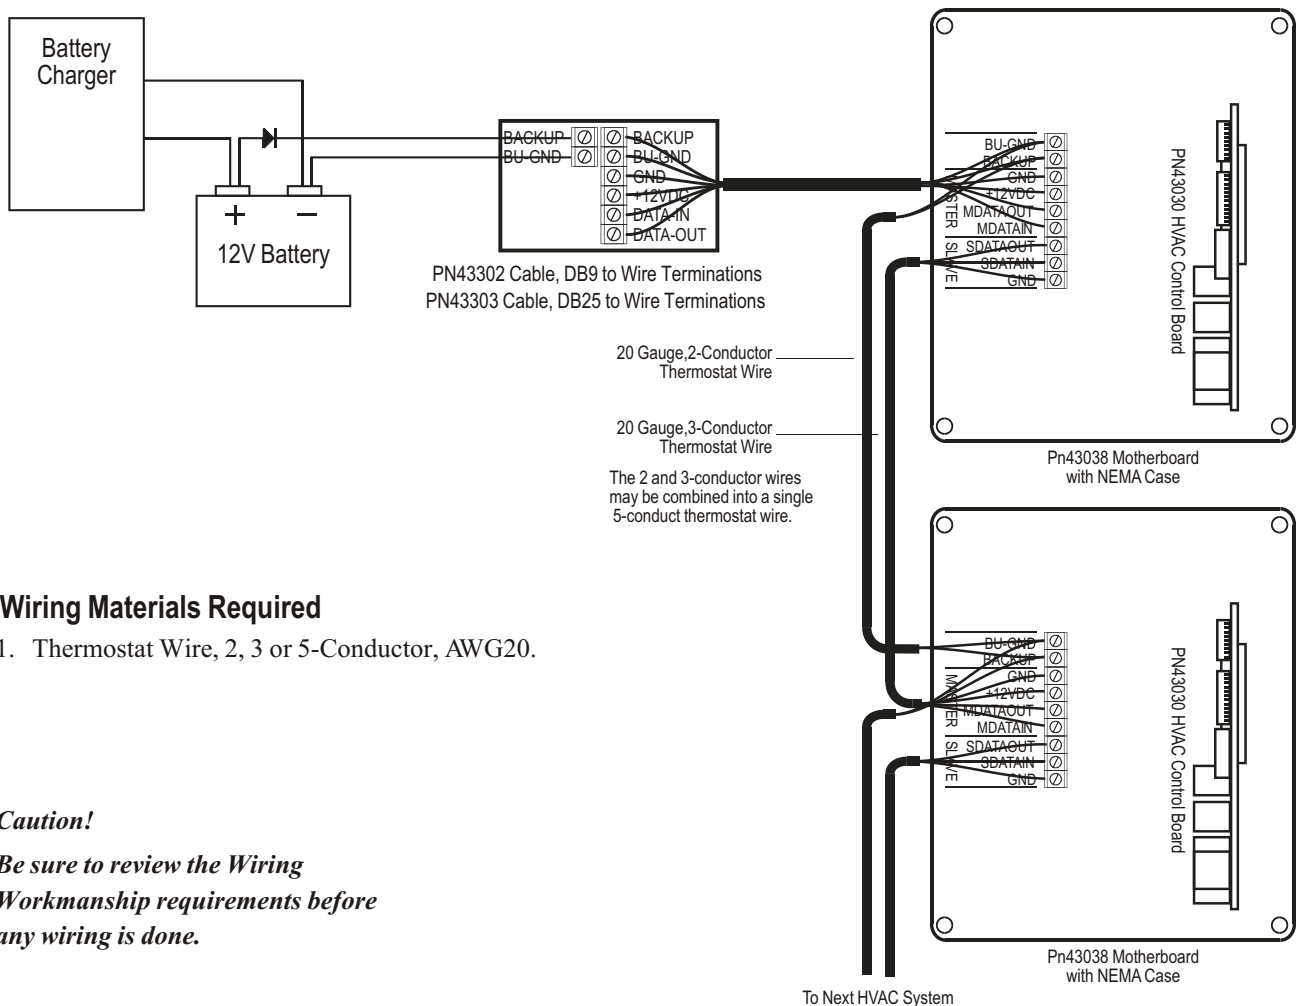 Battery
Charger
12V Battery
BACKUP
BU-GND
BACKUP
BU-GND
GND
+12VDC
DATA-IN
DATA-OUT
PN43302 Cable, DB9 to Wire Terminations
PN43303 Cable, DB25 to Wire Terminations
20 Gauge,2-Conductor
Thermostat Wire
20 Gauge,3-Conductor
Thermostat Wire
The 2 and 3-conductor wires
may be combined into a single
5-conduct thermostat wire.
BU-GND
BACKUP
GND
+12VDC
MDATAOUT
MDATAIN
SDATAOUT
SDATAIN
GND
MASTER
SLAVE
PN43030 HVAC Control Board
Pn43038 Motherboard
with NEMA Case
Wiring Materials Required
1. Thermostat Wire, 2, 3 or 5-Conductor, AWG20.
Caution!
Be sure to review the Wiring
Workmanship requirements before
any wiring is done.
BU-GND
BACKUP
GND
+12VDC
MDATAOUT
MDATAIN
SDATAOUT
SDATAIN
GND
MASTER
SLAVE
PN43030 HVAC Control Board
Pn43038 Motherboard
with NEMA Case
To Next HVAC System